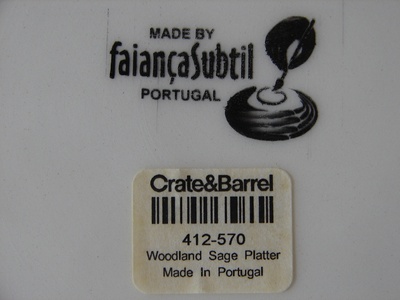 MADE BY
faiançaSubtil
PORTUGAL
Crate&Barrel
412-570
Woodland Sage Platter
Made In Portugal